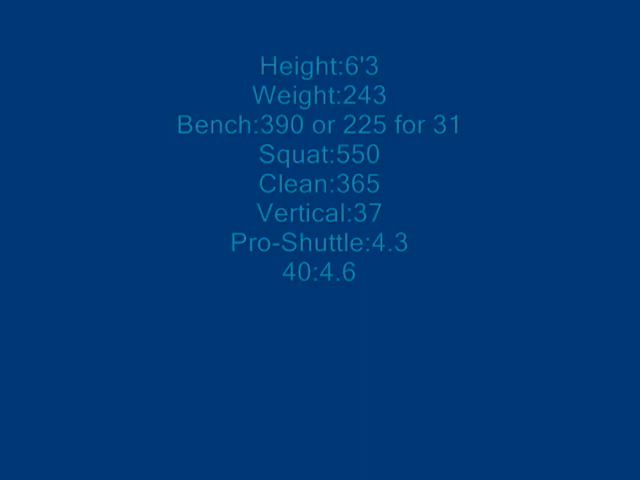 Height:6'3
Weight:243
Bench:390 or 225 for 31
Squat:550
Clean:365
Vertical:37
Pro-Shuttle:4.3
40:4.6